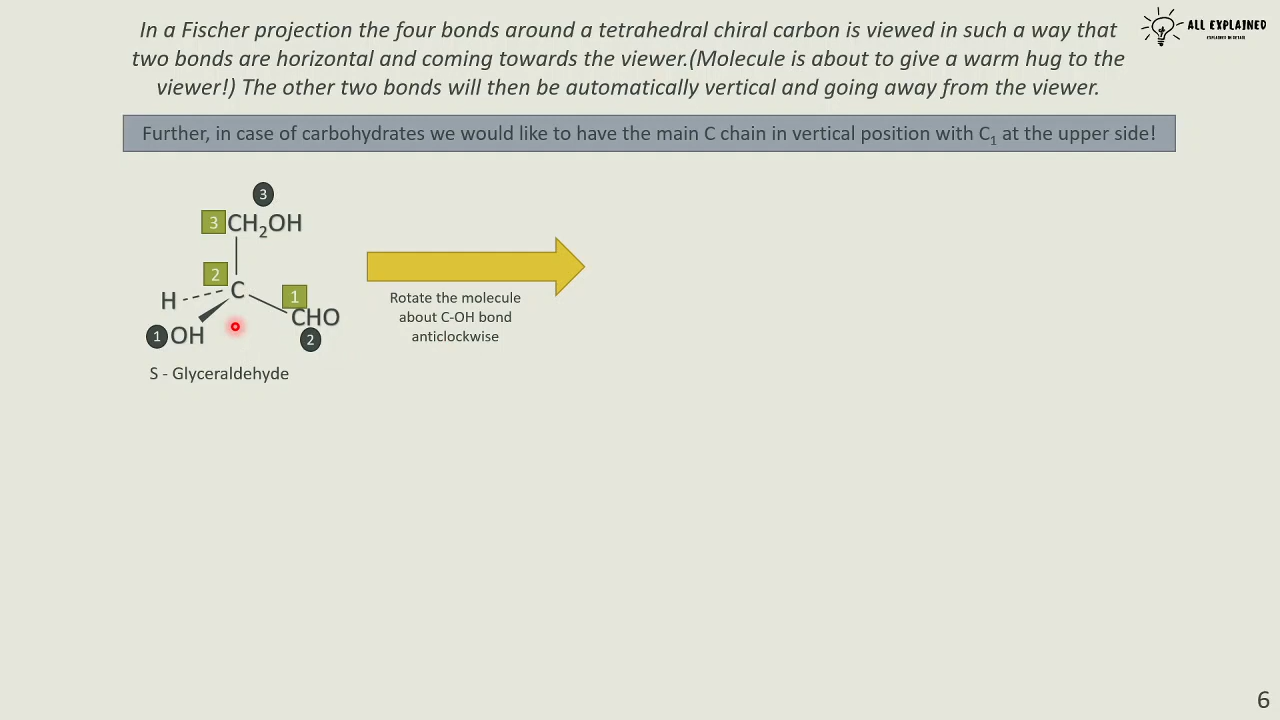 In a Fischer projection the four bonds around a tetrahedral chiral carbon is viewed in such a way that
two bonds are horizontal and coming towards the viewer.(Molecule is about to give a warm hug to the
viewer!) The other two bonds will then be automatically vertical and going away from the viewer.
ALL EXPLAINED
EXPLAINED IN DETAIL
Further, in case of carbohydrates we would like to have the main C chain in vertical position with C₁ at the upper side!
3
3 CH₂OH
2
C
H
1
CHO
1 OH
2
S - Glyceraldehyde
Rotate the molecule
about C-OH bond
anticlockwise
6